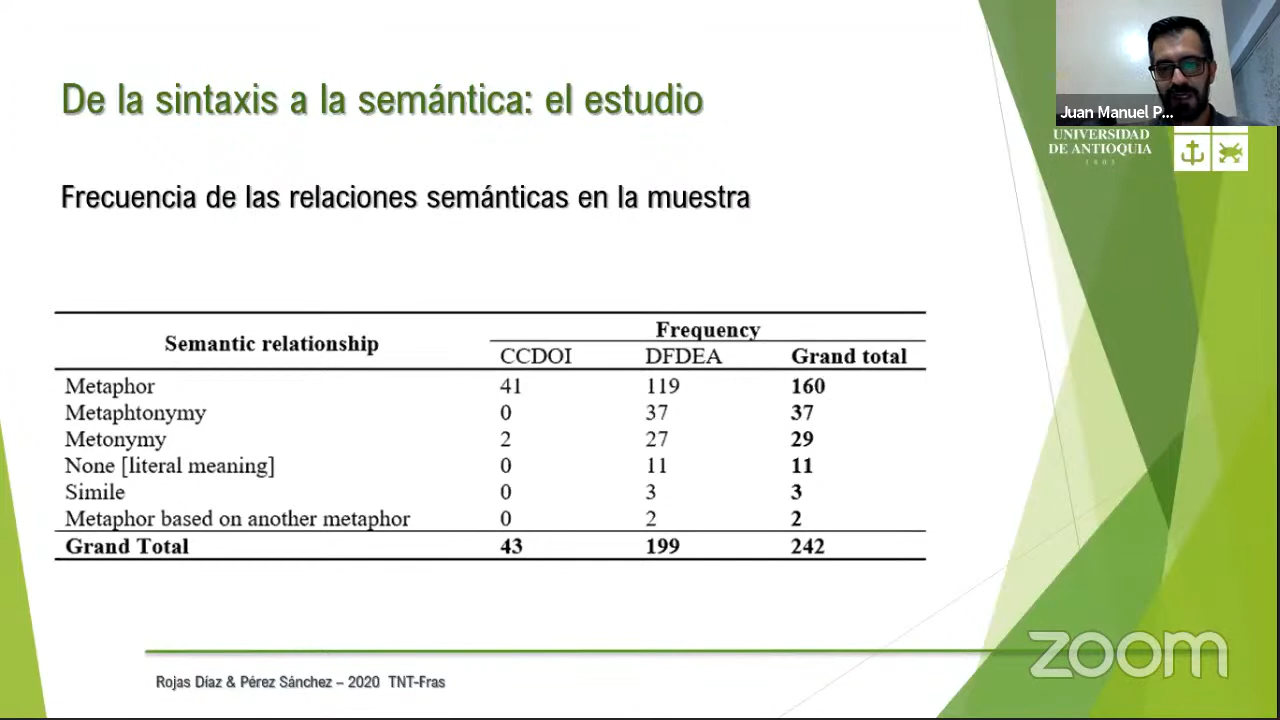 De la sintaxis a la semántica: el estudio
Juan Manuel P...
UNIVERSIDAD
DE ANTIOQUIA
1803
Frecuencia de las relaciones semánticas en la muestra
Semantic relationship Frequency
CCDOI DFDEA Grand total
Metaphor 41 119 160
Metaphtonymy 0 37 37
Metonymy 2 27 29
None [literal meaning] 0 11 11
Simile 0 3 3
Metaphor based on another metaphor 0 2 2
Grand Total 43 199 242
zoom
Rojas Díaz & Pérez Sánchez – 2020 TNT-Fras